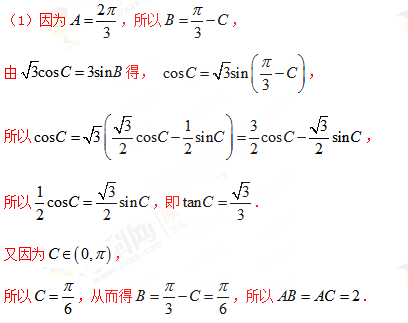 (1) 因为 A = 2π/3 , 所以 B = π/3 − C ,
由 √3cosC = 3sinB 得, cosC = √3sin(π/3 − C) ,
所以 cosC = √3(√3/2 cosC − 1/2 sinC) = 3/2 cosC − √3/2 sinC ,
所以 1/2 cosC = √3/2 sinC , 即 tanC = √3/3 .
又因为 C ∈ (0, π) ,
所以 C = π/6 , 从而得 B = π/3 − C = π/6 , 所以 AB = AC = 2 .